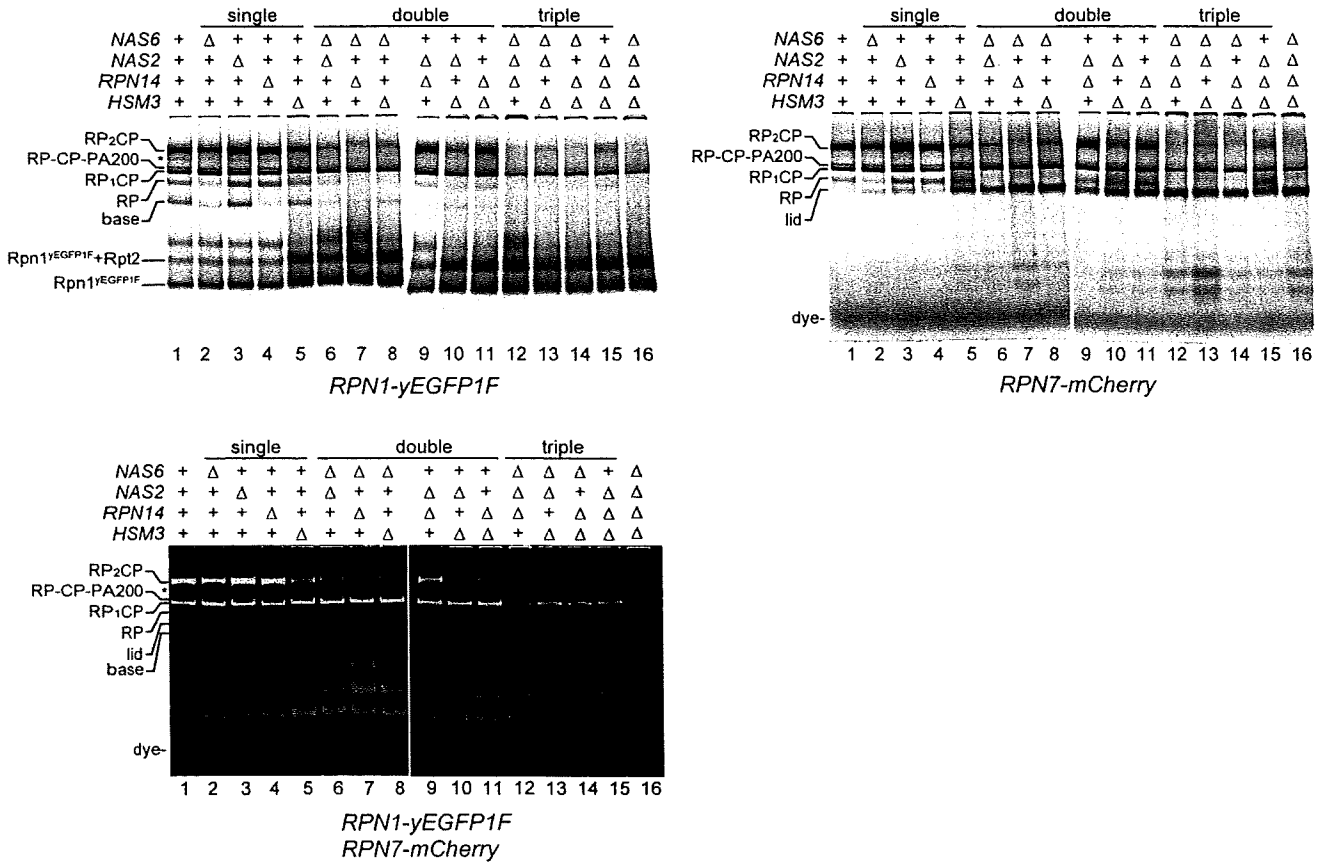 single double triple
NAS6 + Δ + + + Δ Δ Δ + + + Δ Δ Δ + Δ
NAS2 + + Δ + + Δ + + Δ Δ + Δ Δ + Δ Δ
RPN14 + + + Δ + + Δ + Δ + Δ Δ + Δ Δ Δ
HSM3 + + + + Δ + + Δ + Δ Δ + Δ Δ Δ Δ
RP2CP
RP-CP-PA200 *
RP1CP
RP
base
Rpn1yEGFP1F+Rpt2
Rpn1yEGFP1F
1 2 3 4 5 6 7 8 9 10 11 12 13 14 15 16
RPN1-yEGFP1F
single double triple
NAS6 + Δ + + + Δ Δ Δ + + + Δ Δ Δ + Δ
NAS2 + + Δ + + Δ + + Δ Δ + Δ Δ + Δ Δ
RPN14 + + + Δ + + Δ + Δ + Δ Δ + Δ Δ Δ
HSM3 + + + + Δ + + Δ + Δ Δ + Δ Δ Δ Δ
RP2CP
RP-CP-PA200
RP1CP
RP
lid
dye-
1 2 3 4 5 6 7 8 9 10 11 12 13 14 15 16
RPN7-mCherry
single double triple
NAS6 + Δ + + + Δ Δ Δ + + + Δ Δ Δ + Δ
NAS2 + + Δ + + Δ + + Δ Δ + Δ Δ + Δ Δ
RPN14 + + + Δ + + Δ + Δ + Δ Δ + Δ Δ Δ
HSM3 + + + + Δ + + Δ + Δ Δ + Δ Δ Δ Δ
RP2CP
RP-CP-PA200 *
RP1CP
RP
lid
base
dye-
1 2 3 4 5 6 7 8 9 10 11 12 13 14 15 16
RPN1-yEGFP1F
RPN7-mCherry